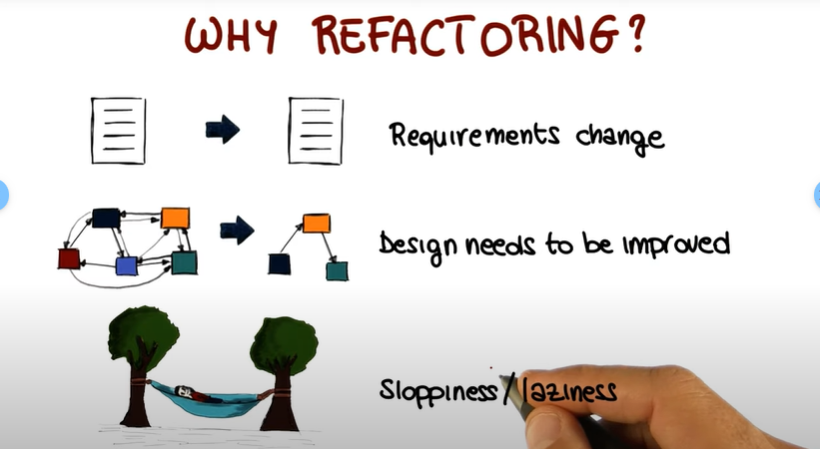 WHY REFACTORING?
Requirements change
Design needs to be improved
Sloppiness/laziness